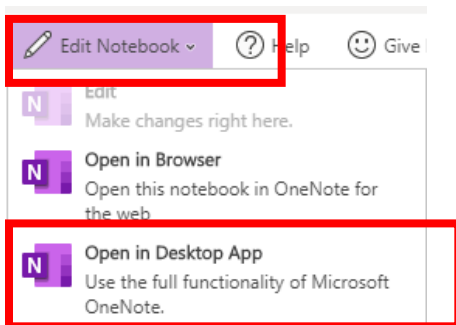 Edit Notebook Help Give
Edit
Make changes right here.
Open in Browser
Open this notebook in OneNote for
the web
Open in Desktop App
Use the full functionality of Microsoft
OneNote.